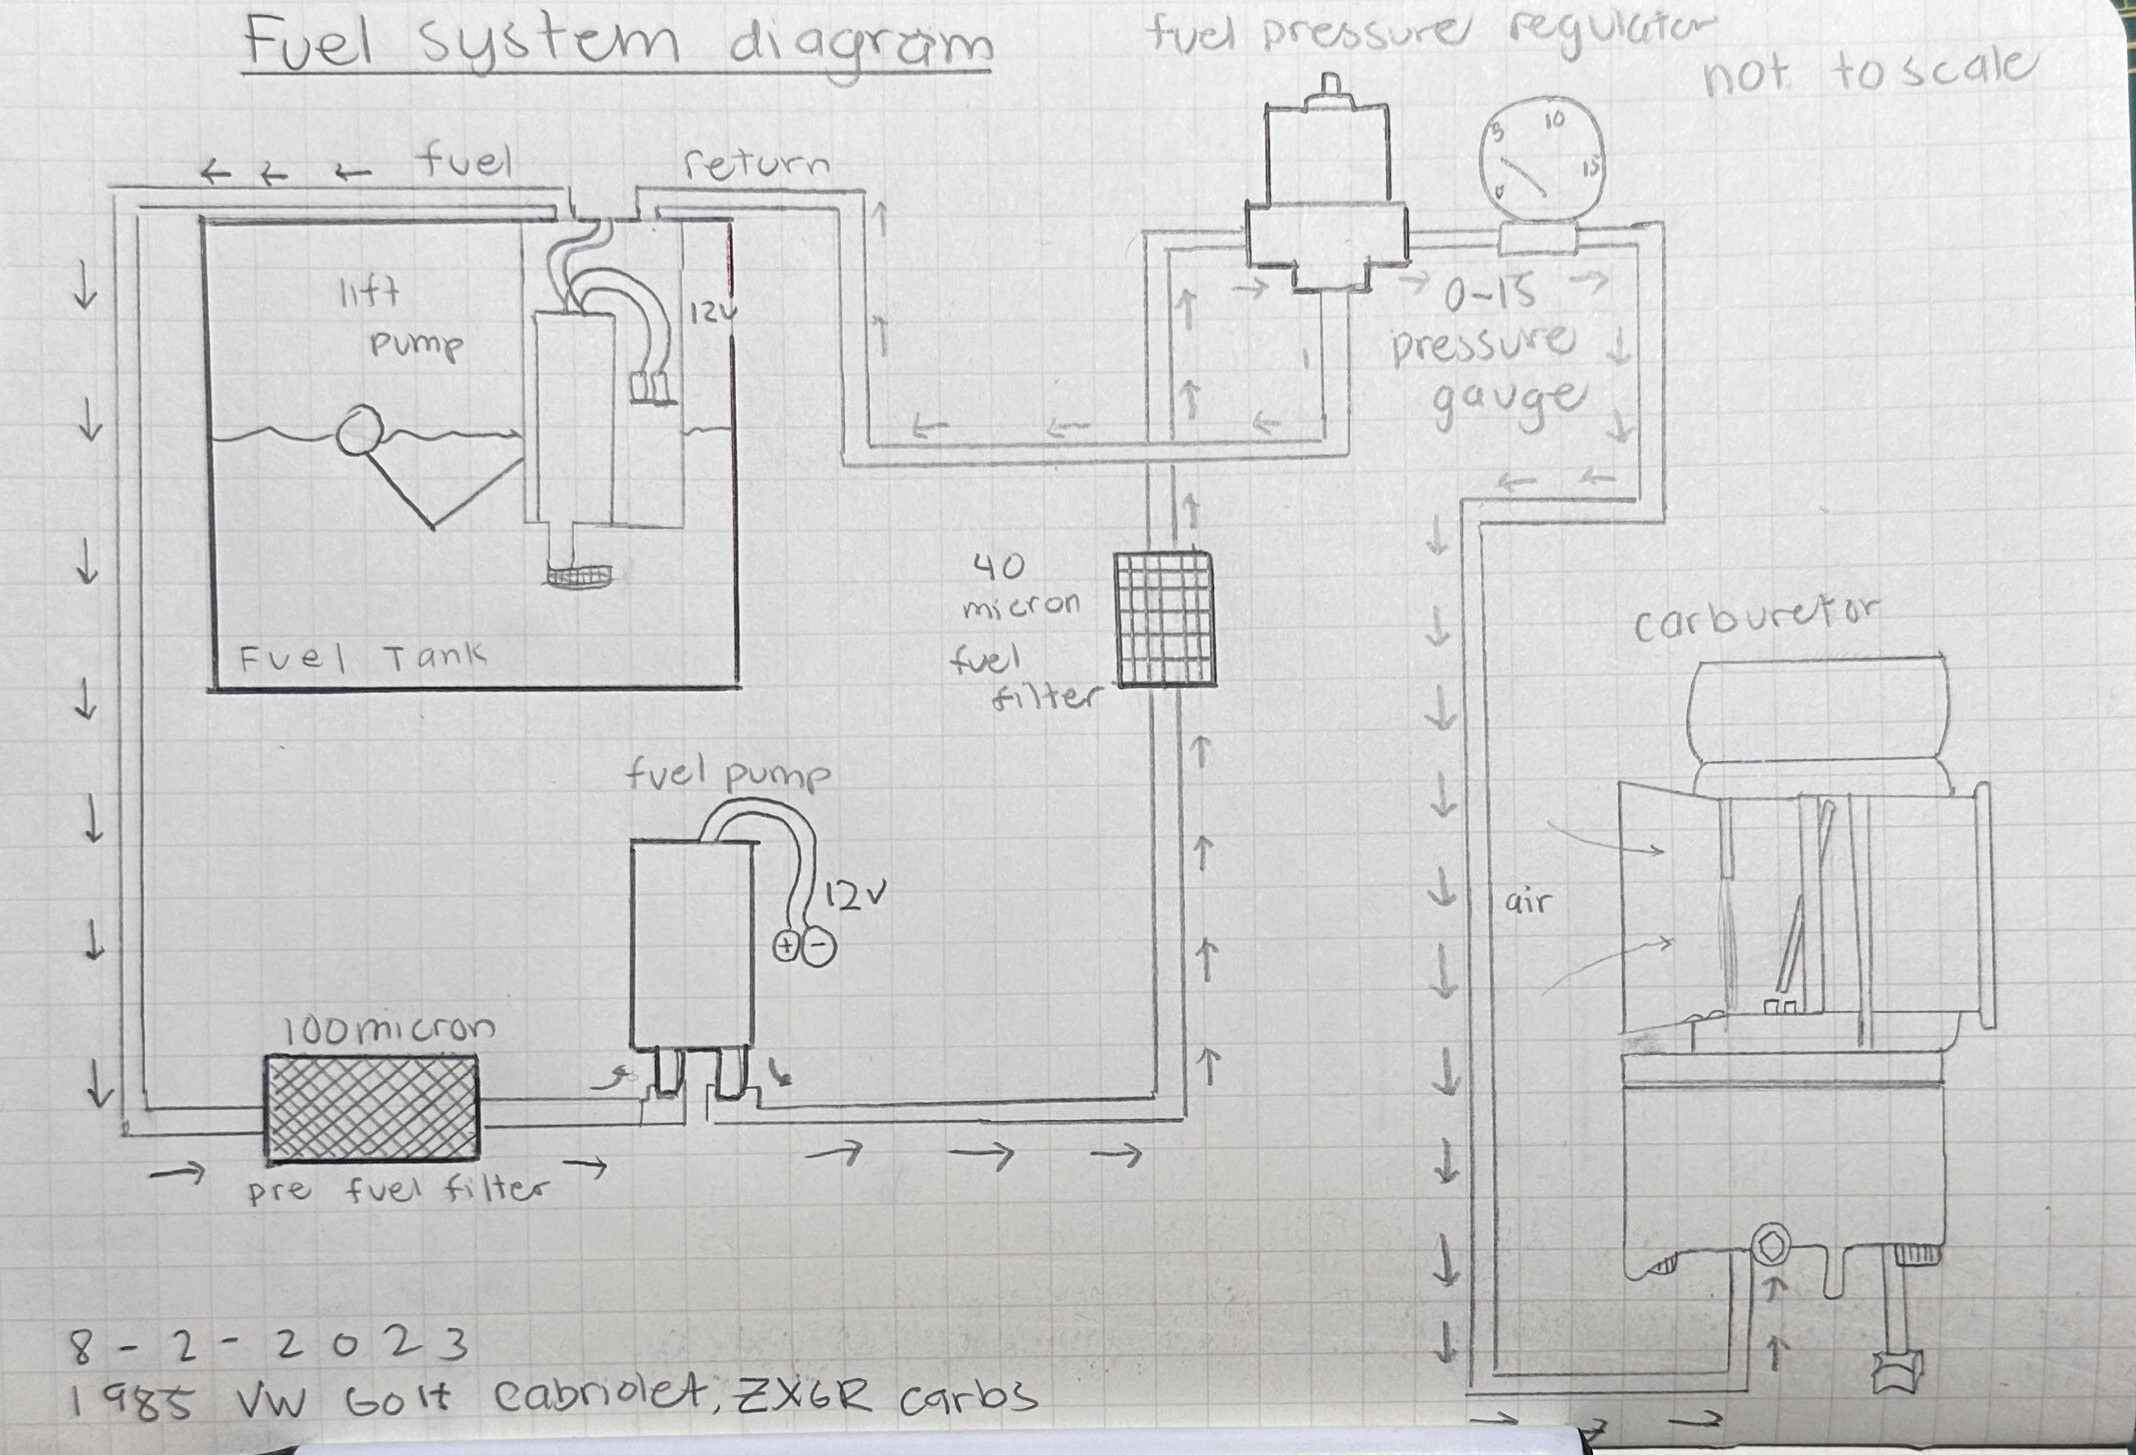 Fuel system diagram
fuel pressure regulator
not to scale
fuel
return
5
10
15
0
lift
pump
12v
0-15
pressure
gauge
Fuel Tank
40
micron
fuel
filter
carburetor
fuel pump
12v
+ -
air
100micron
pre fuel filter
8-2-2023
1985 VW Golf cabriolet, ZX6R carbs